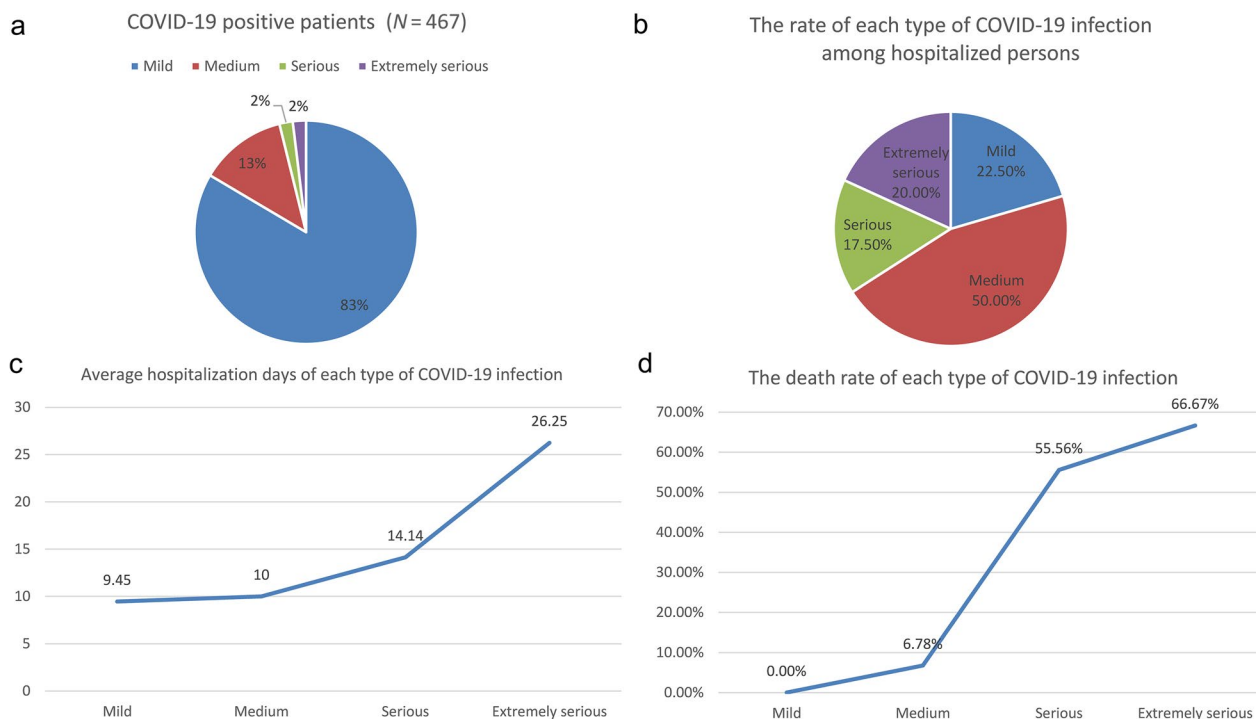 a
COVID-19 positive patients (N = 467)
Mild Medium Serious Extremely serious
2% 2%
13%
83%
b
The rate of each type of COVID-19 infection
among hospitalized persons
Mild
22.50%
Extremely
serious
20.00%
Serious
17.50%
Medium
50.00%
c
Average hospitalization days of each type of COVID-19 infection
30
25
20
15
10
5
0
9.45
10
14.14
26.25
Mild Medium Serious Extremely serious
d
The death rate of each type of COVID-19 infection
70.00%
60.00%
50.00%
40.00%
30.00%
20.00%
10.00%
0.00%
0.00%
6.78%
55.56%
66.67%
Mild Medium Serious Extremely serious